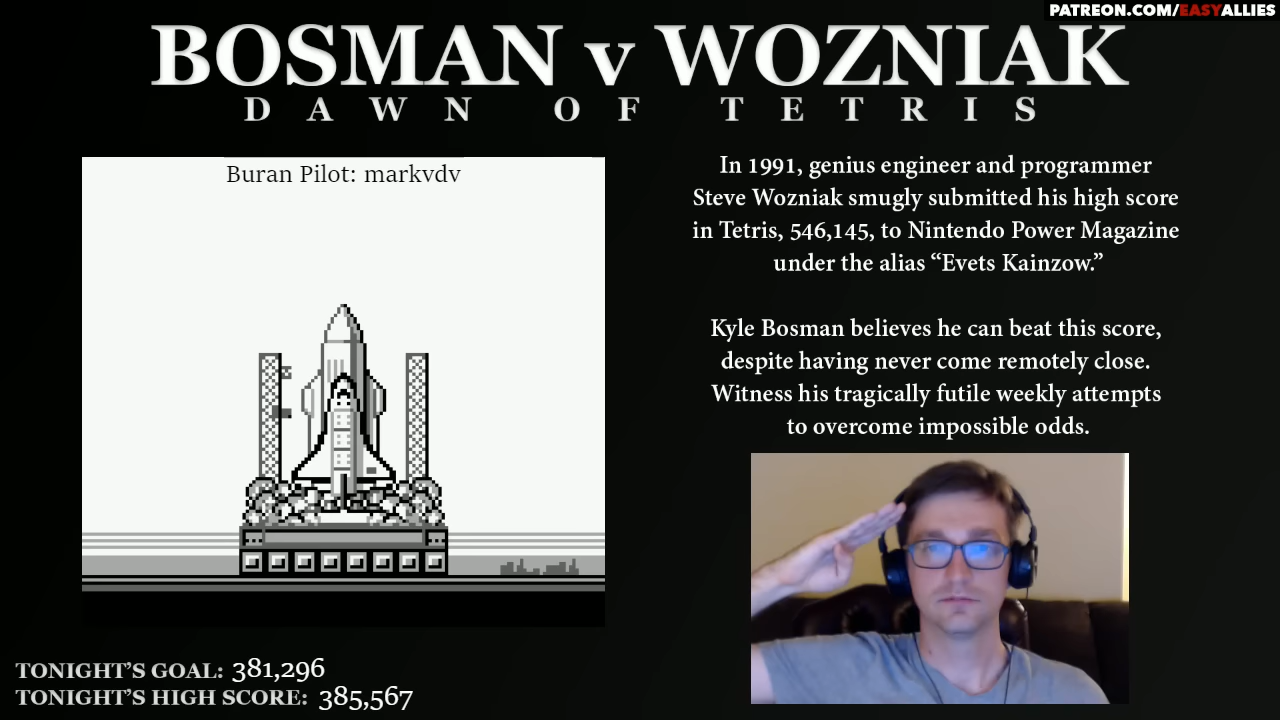 PATREON.COM/EASYALLIES
BOSMAN v WOZNIAK
DAWN OF TETRIS
Buran Pilot: markvdv
In 1991, genius engineer and programmer
Steve Wozniak smugly submitted his high score
in Tetris, 546,145, to Nintendo Power Magazine
under the alias “Evets Kainzow.”
Kyle Bosman believes he can beat this score,
despite having never come remotely close.
Witness his tragically futile weekly attempts
to overcome impossible odds.
TONIGHT’S GOAL: 381,296
TONIGHT’S HIGH SCORE: 385,567